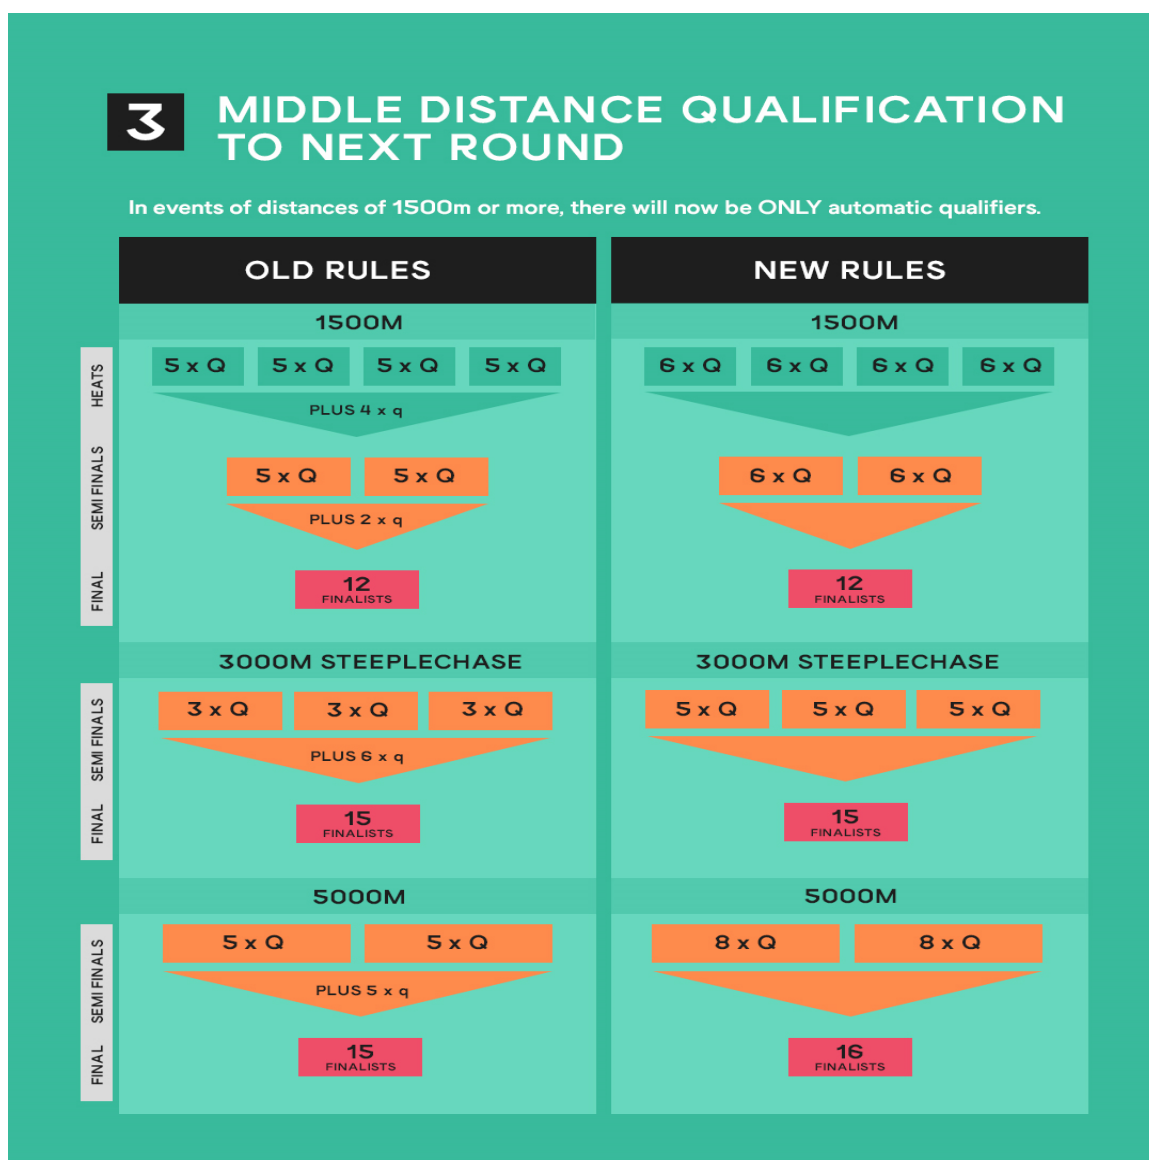 3
MIDDLE DISTANCE QUALIFICATION
TO NEXT ROUND
In events of distances of 1500m or more, there will now be ONLY automatic qualifiers.
OLD RULES
1500M
HEATS
5 x Q 5 x Q 5 x Q 5 x Q
PLUS 4 x q
SEMI FINALS
5 x Q 5 x Q
PLUS 2 x q
FINAL
12
FINALISTS
3000M STEEPLECHASE
SEMI FINALS
3 x Q 3 x Q 3 x Q
PLUS 6 x q
FINAL
15
FINALISTS
5000M
SEMI FINALS
5 x Q 5 x Q
PLUS 5 x q
FINAL
15
FINALISTS
NEW RULES
1500M
6 x Q 6 x Q 6 x Q 6 x Q
6 x Q 6 x Q
12
FINALISTS
3000M STEEPLECHASE
5 x Q 5 x Q 5 x Q
15
FINALISTS
5000M
8 x Q 8 x Q
16
FINALISTS